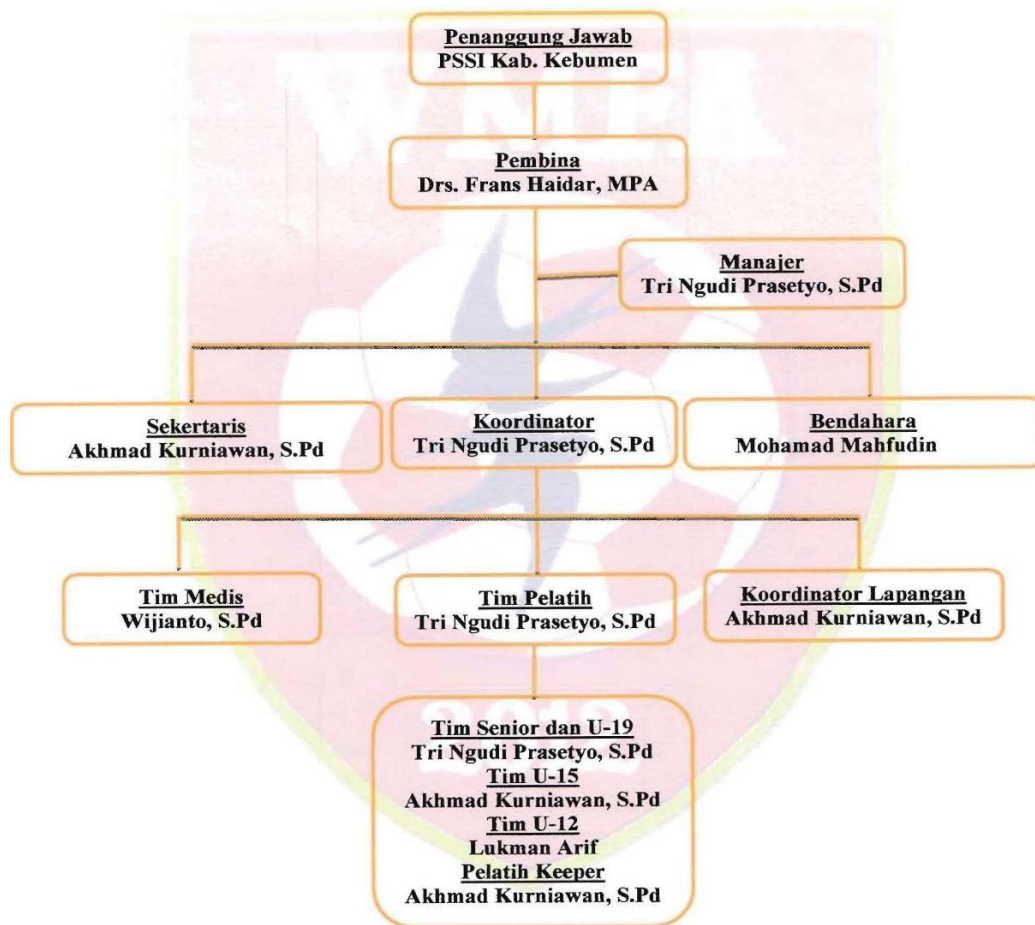 WMFA
Penanggung Jawab
PSSI Kab. Kebumen
Pembina
Drs. Frans Haidar, MPA
Manajer
Tri Ngudi Prasetyo, S.Pd
Sekertaris
Akhmad Kurniawan, S.Pd
Koordinator
Tri Ngudi Prasetyo, S.Pd
Bendahara
Mohamad Mahfudin
Tim Medis
Wijianto, S.Pd
Tim Pelatih
Tri Ngudi Prasetyo, S.Pd
Koordinator Lapangan
Akhmad Kurniawan, S.Pd
Tim Senior dan U-19
Tri Ngudi Prasetyo, S.Pd
Tim U-15
Akhmad Kurniawan, S.Pd
Tim U-12
Lukman Arif
Pelatih Keeper
Akhmad Kurniawan, S.Pd